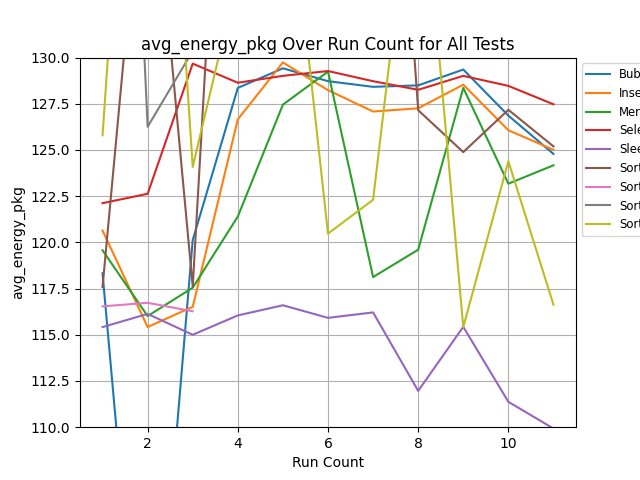 avg_energy_pkg Over Run Count for All Tests
130.0
127.5
125.0
122.5
120.0
117.5
115.0
112.5
110.0
avg_energy_pkg
2
4
6
8
10
Run Count
Bub
Inse
Mer
Sele
Slee
Sort
Sort
Sort
Sort